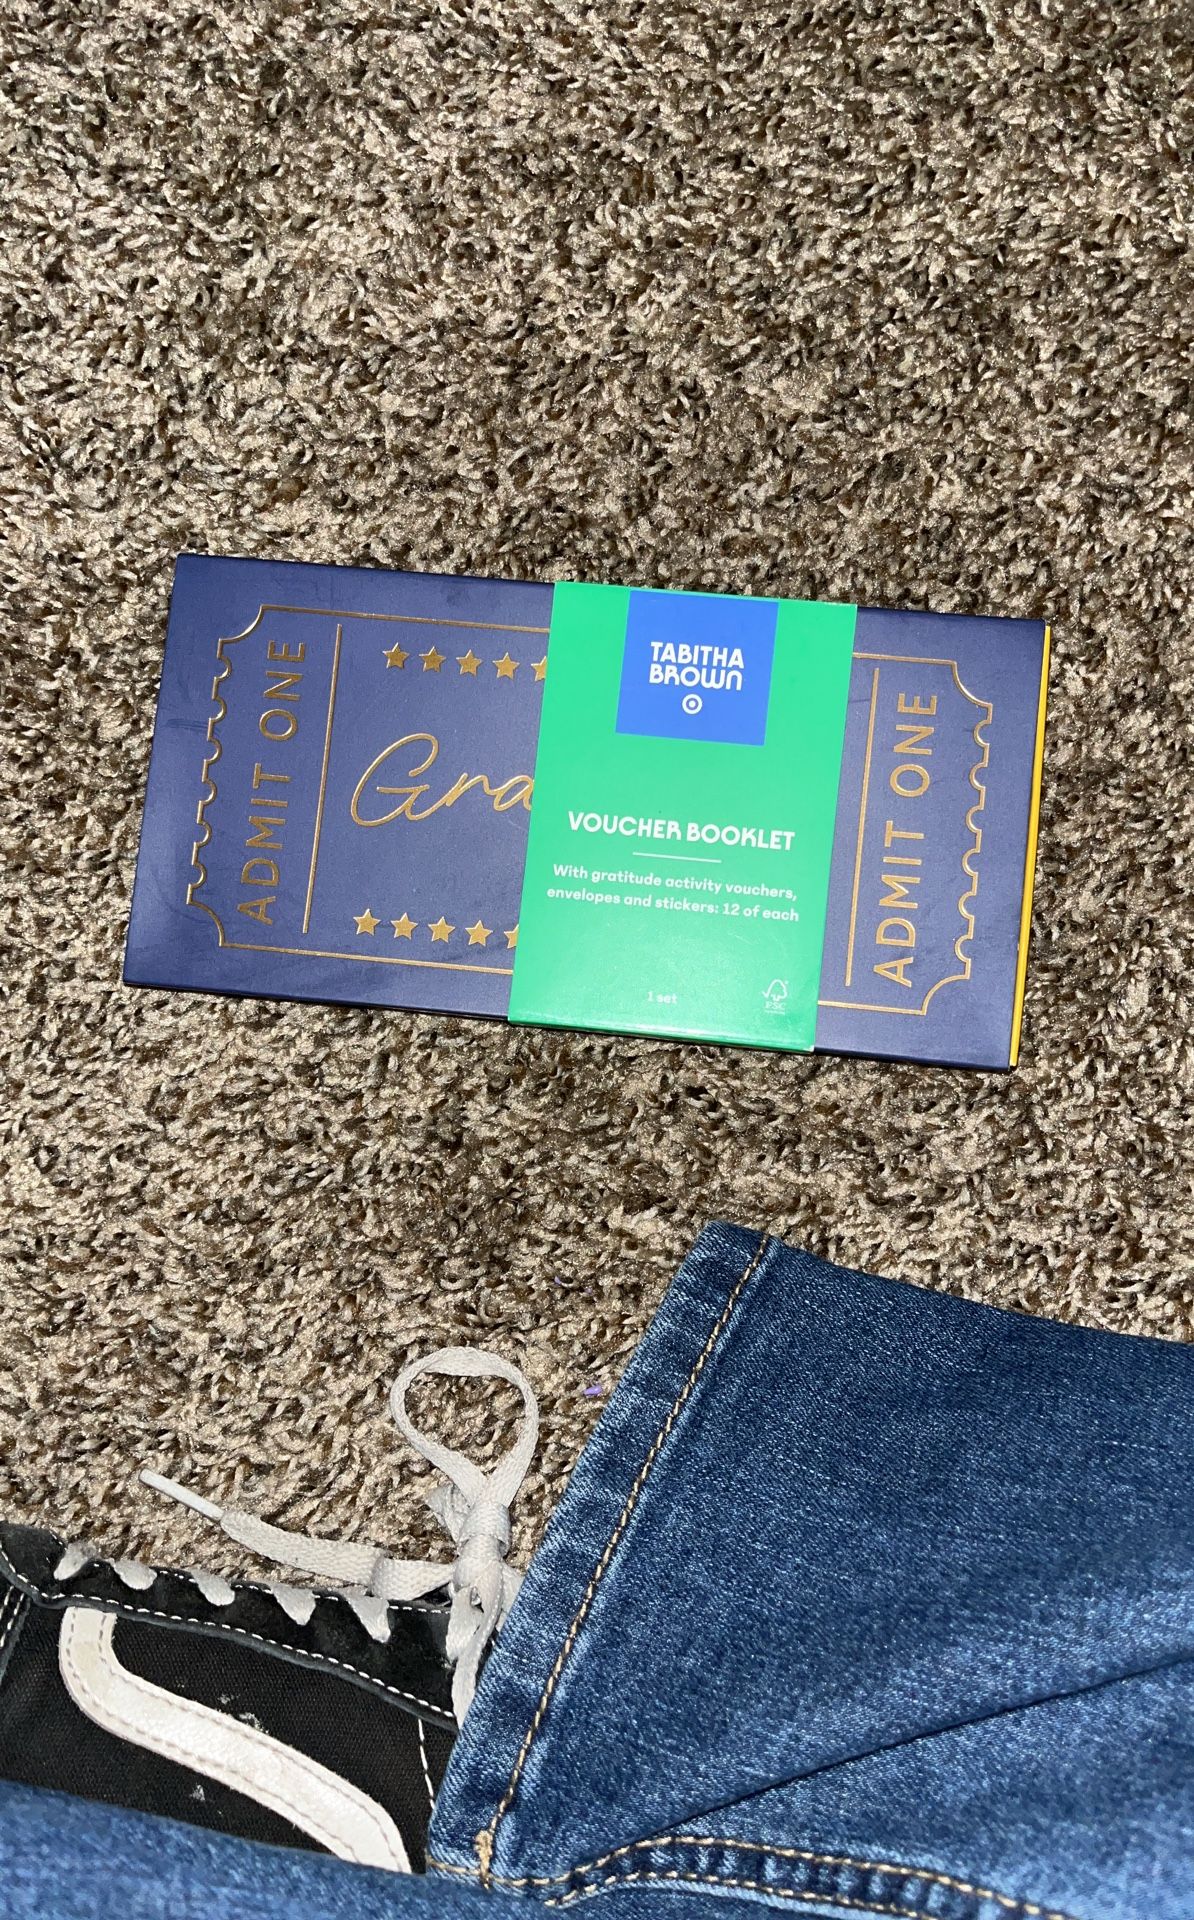 ADMIT ONE
Gra
TABITHA
BROWN
VOUCHER BOOKLET
With gratitude activity vouchers,
envelopes and stickers: 12 of each
1 set
FSC
ADMIT ONE